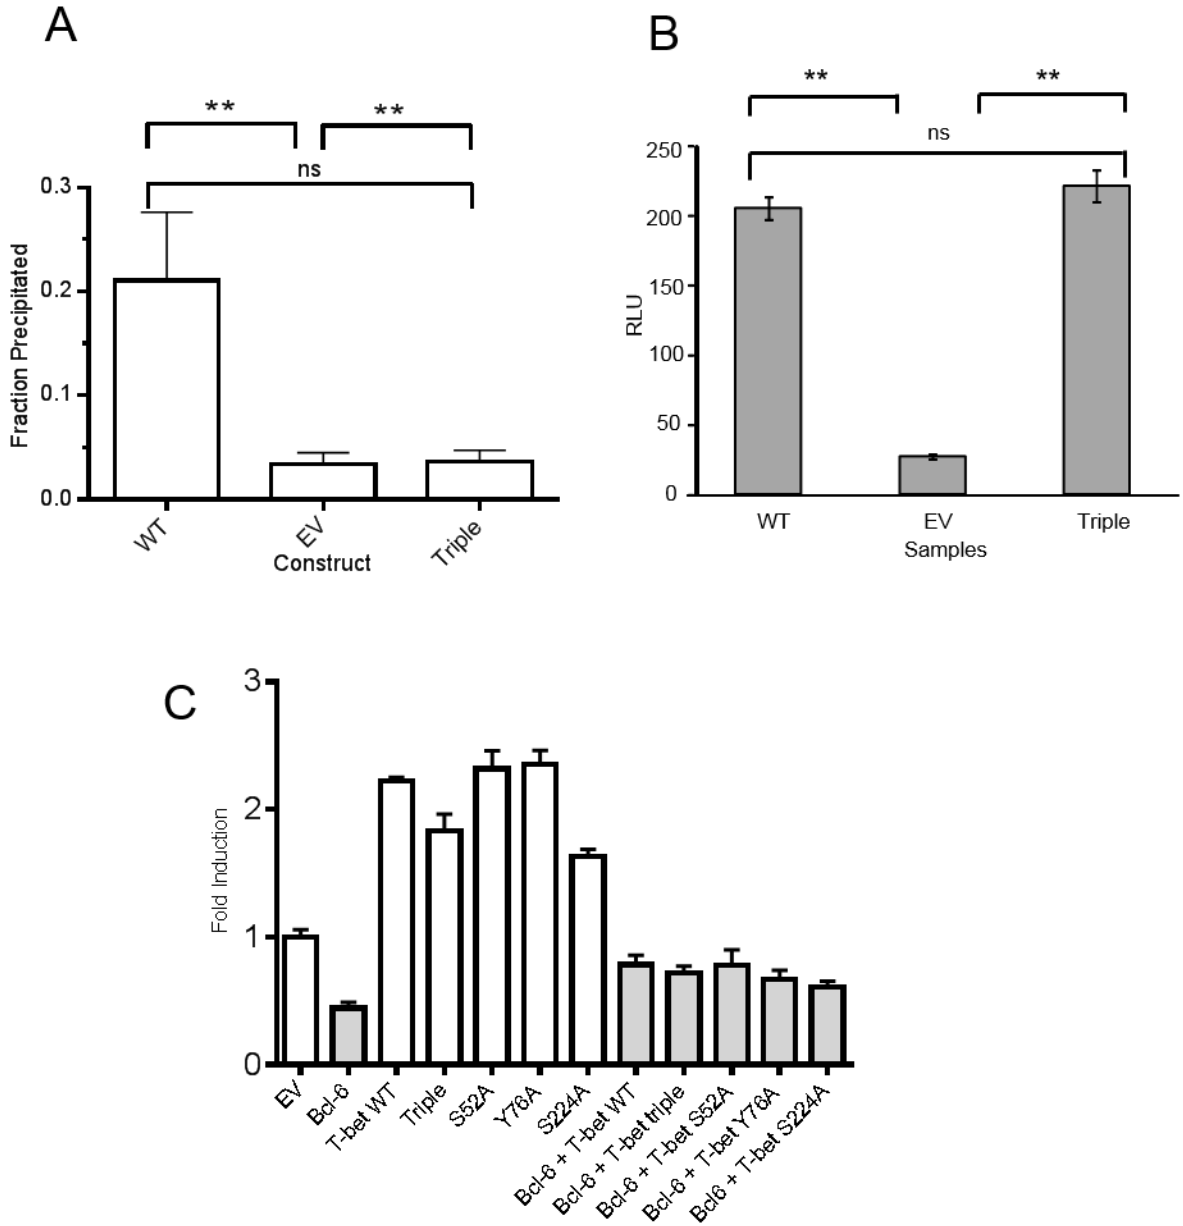 A
**
**
ns
0.3
0.2
0.1
0.0
Fraction Precipitated
WT
EV
Triple
Construct
B
**
**
ns
250
200
150
100
50
0
RLU
WT
EV
Triple
Samples
C
3
2
1
0
Fold Induction
EV
Bcl-6
T-bet WT
Triple
S52A
Y76A
S224A
Bcl-6 + T-bet WT
Bcl-6 + T-bet triple
Bcl-6 + T-bet S52A
Bcl-6 + T-bet Y76A
Bcl6 + T-bet S224A